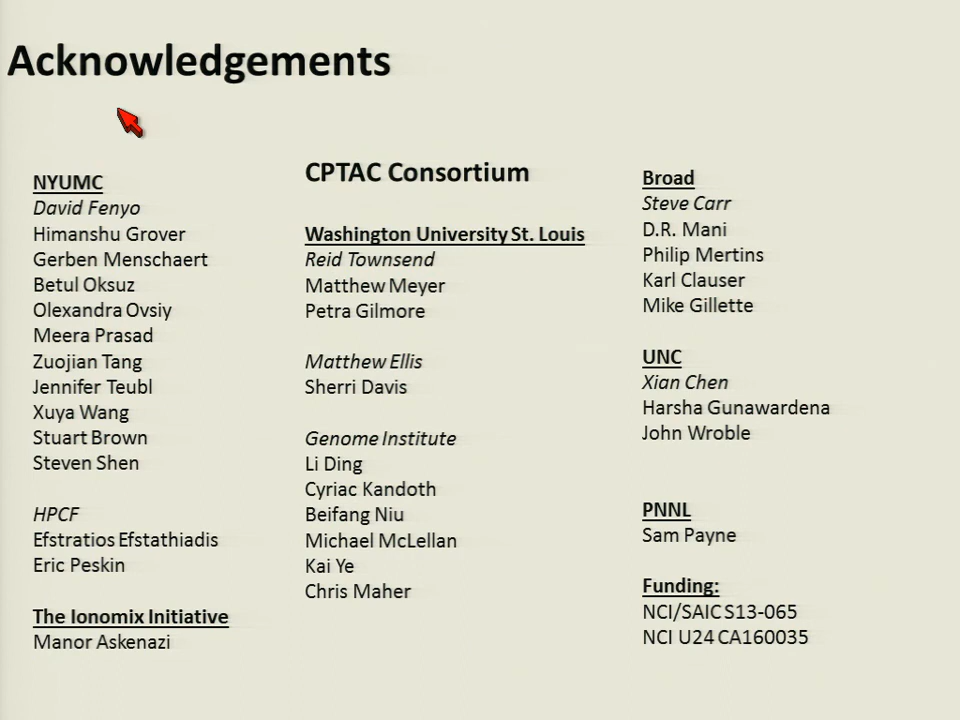 Acknowledgements
NYUMC
David Fenyo
Himanshu Grover
Gerben Menschaert
Betul Oksuz
Olexandra Ovsiy
Meera Prasad
Zuojian Tang
Jennifer Teubl
Xuya Wang
Stuart Brown
Steven Shen
HPCF
Efstratios Efstathiadis
Eric Peskin
The Ionomix Initiative
Manor Askenazi
CPTAC Consortium
Washington University St. Louis
Reid Townsend
Matthew Meyer
Petra Gilmore
Matthew Ellis
Sherri Davis
Genome Institute
Li Ding
Cyriac Kandoth
Beifang Niu
Michael McLellan
Kai Ye
Chris Maher
Broad
Steve Carr
D.R. Mani
Philip Mertins
Karl Clauser
Mike Gillette
UNC
Xian Chen
Harsha Gunawardena
John Wroble
PNNL
Sam Payne
Funding:
NCI/SAIC S13-065
NCI U24 CA160035